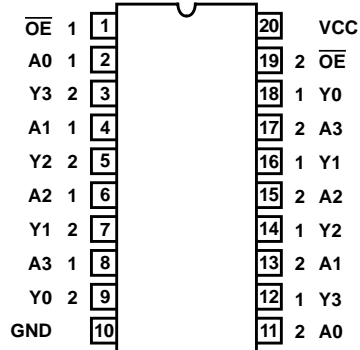 O̅E̅ 1 1 20 VCC
A0 1 2 19 2 O̅E̅
Y3 2 3 18 1 Y0
A1 1 4 17 2 A3
Y2 2 5 16 1 Y1
A2 1 6 15 2 A2
Y1 2 7 14 1 Y2
A3 1 8 13 2 A1
Y0 2 9 12 1 Y3
GND 10 11 2 A0